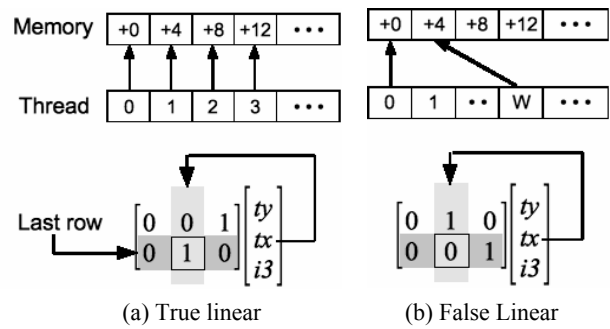 Memory +0 +4 +8 +12 •••
Thread 0 1 2 3 •••
Last row
0 0 1
0 1 0
ty
tx
i3
(a) True linear
+0 +4 +8 +12 •••
0 1 •• W •••
0 1 0
0 0 1
ty
tx
i3
(b) False Linear